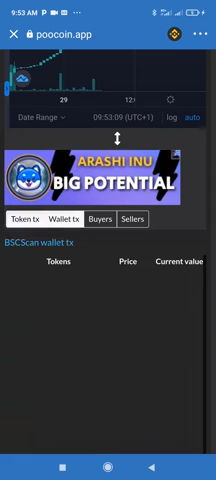 9:53 AM
poocoin.app
29
12:
Date Range
09:53:09 (UTC+1)
log
auto
ARASHI INU
BIG POTENTIAL
Token tx
Wallet tx
Buyers
Sellers
BSCScan wallet tx
Tokens
Price
Current value